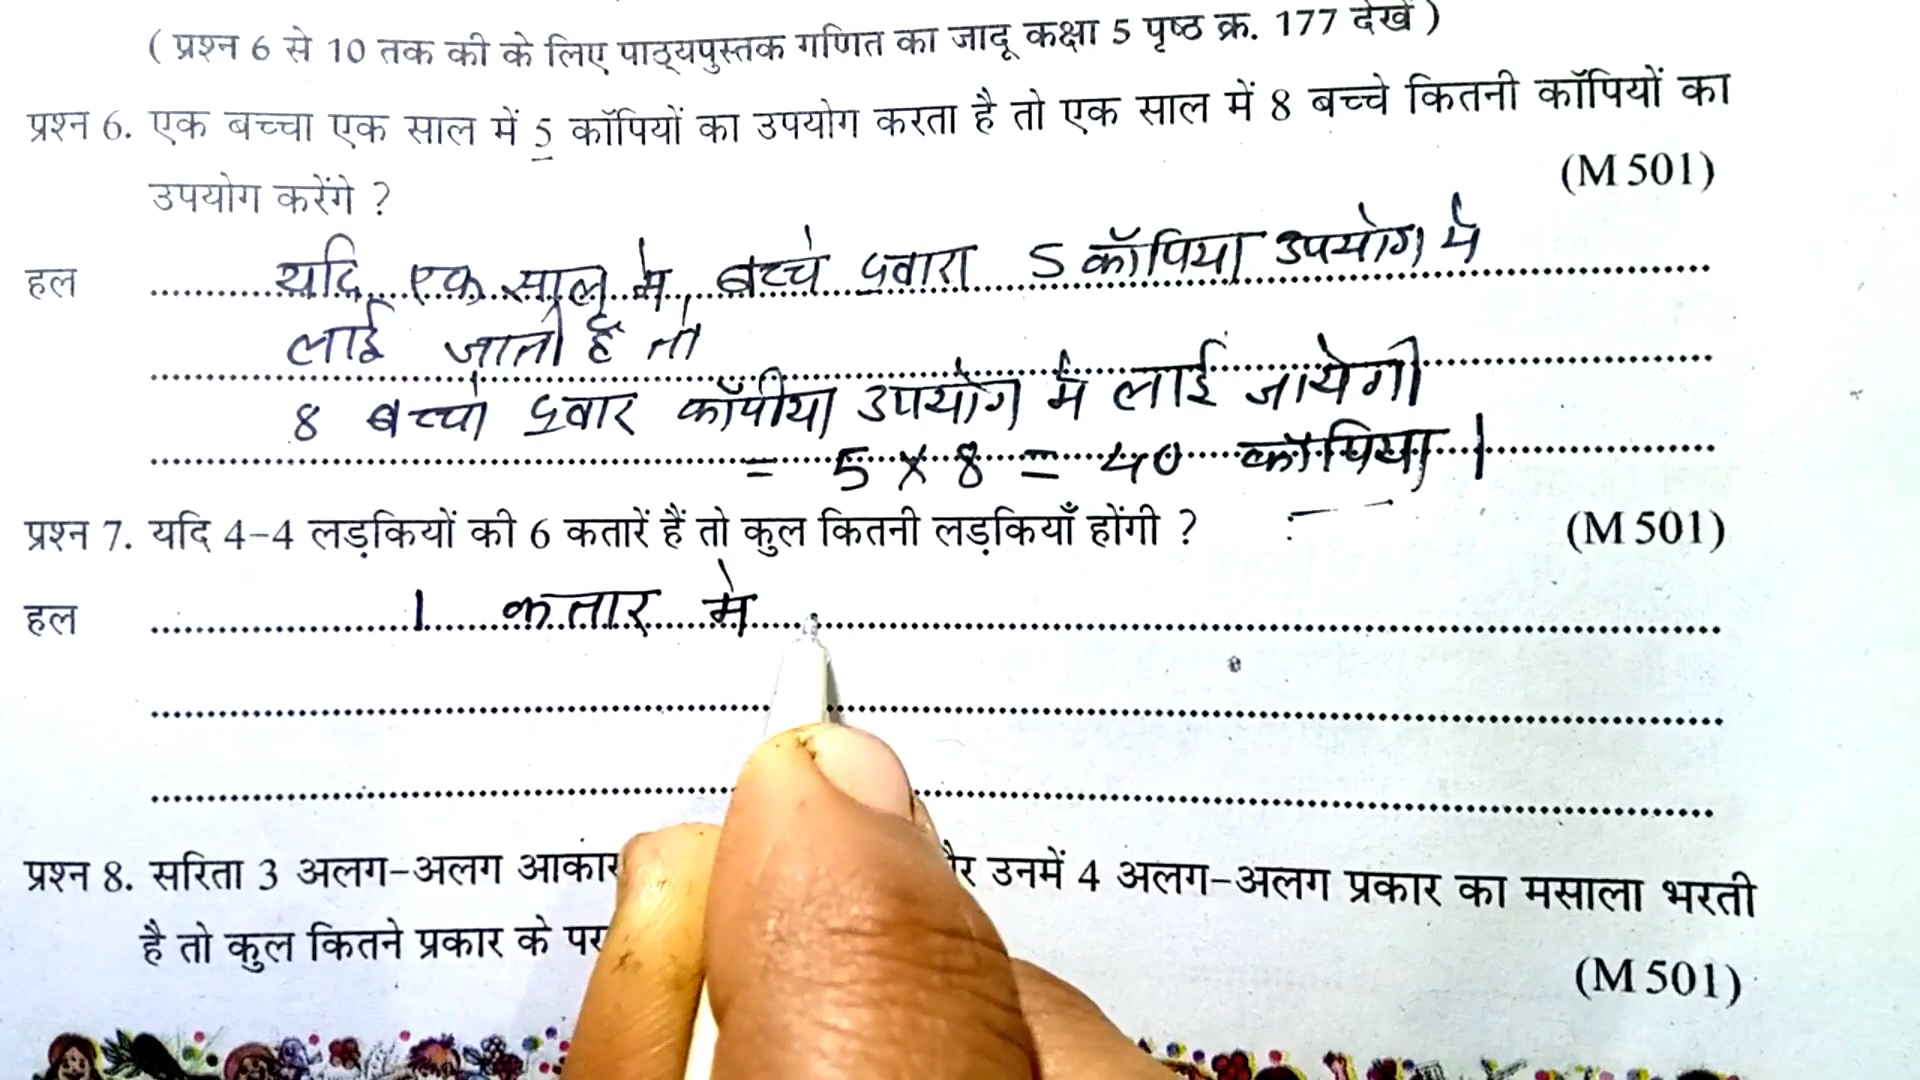 ( प्रश्न 6 से 10 तक की के लिए पाठ्यपुस्तक गणित का जादू कक्षा 5 पृष्ठ क्र. 177 देखें )
प्रश्न 6. एक बच्चा एक साल में 5 कॉपियों का उपयोग करता है तो एक साल में 8 बच्चे कितनी कॉपियों का
उपयोग करेंगे ? (M 501)
हल यदि एक साल मे बच्चे दवारा 5 कॉपिया उपयोग मे
लाई जाती है तो
8 बच्चो दवार कॉपीया उपयोग मे लाई जायेगी
= 5 × 8 = 40 कॉपिया ।
प्रश्न 7. यदि 4-4 लड़कियों की 6 कतारें हैं तो कुल कितनी लड़कियाँ होंगी ? (M 501)
हल 1 कतार मे
प्रश्न 8. सरिता 3 अलग-अलग आकार उनमें 4 अलग-अलग प्रकार का मसाला भरती
है तो कुल कितने प्रकार के (M 501)